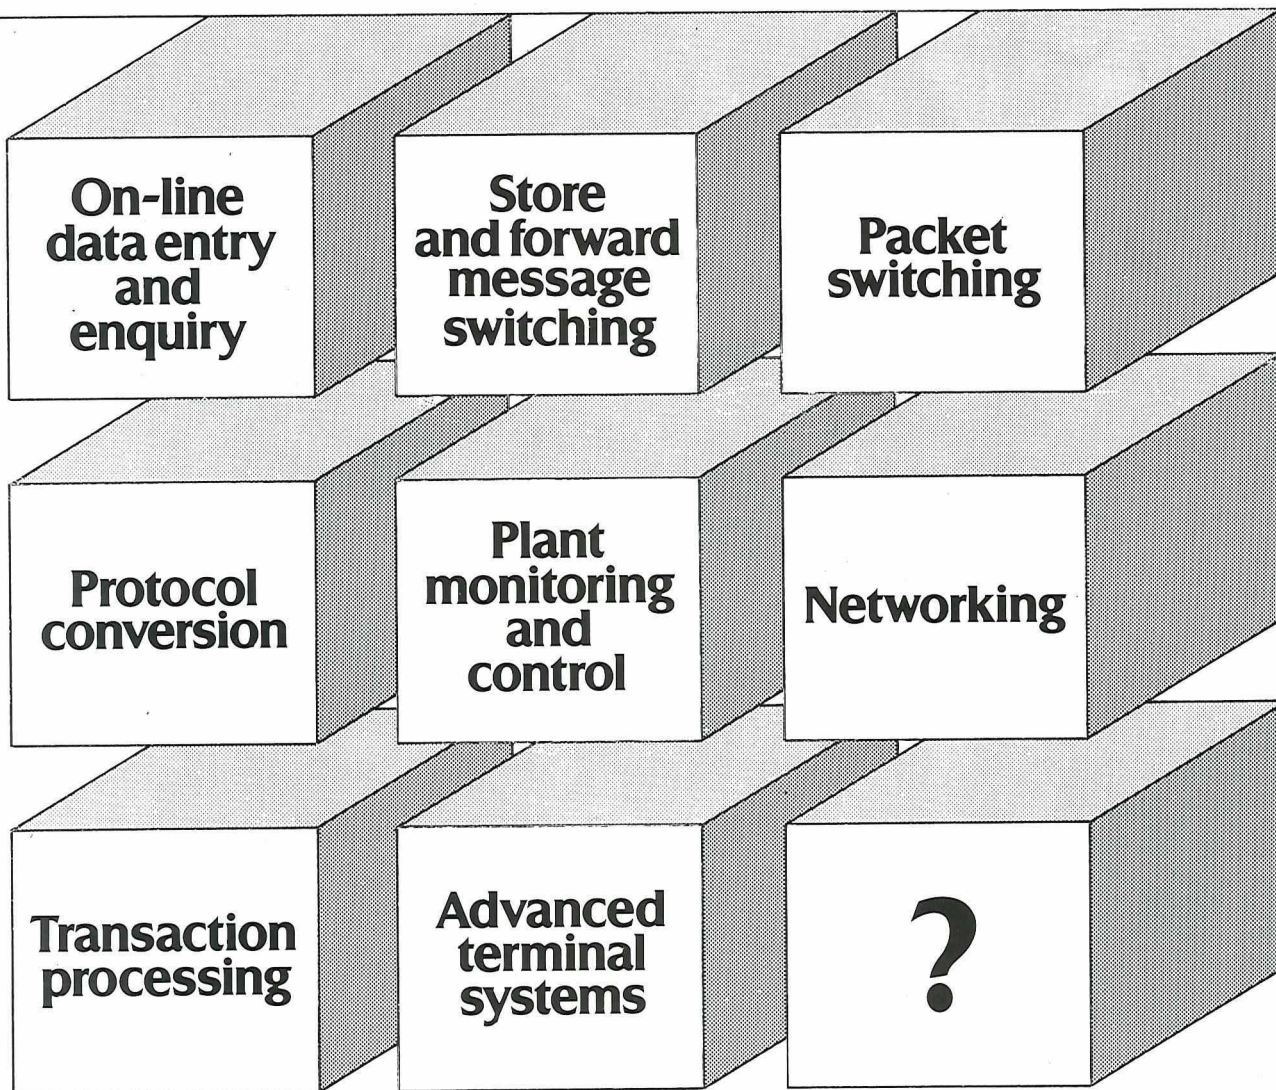 On-line
data entry
and
enquiry
Store
and forward
message
switching
Packet
switching
Protocol
conversion
Plant
monitoring
and
control
Networking
Transaction
processing
Advanced
terminal
systems
?